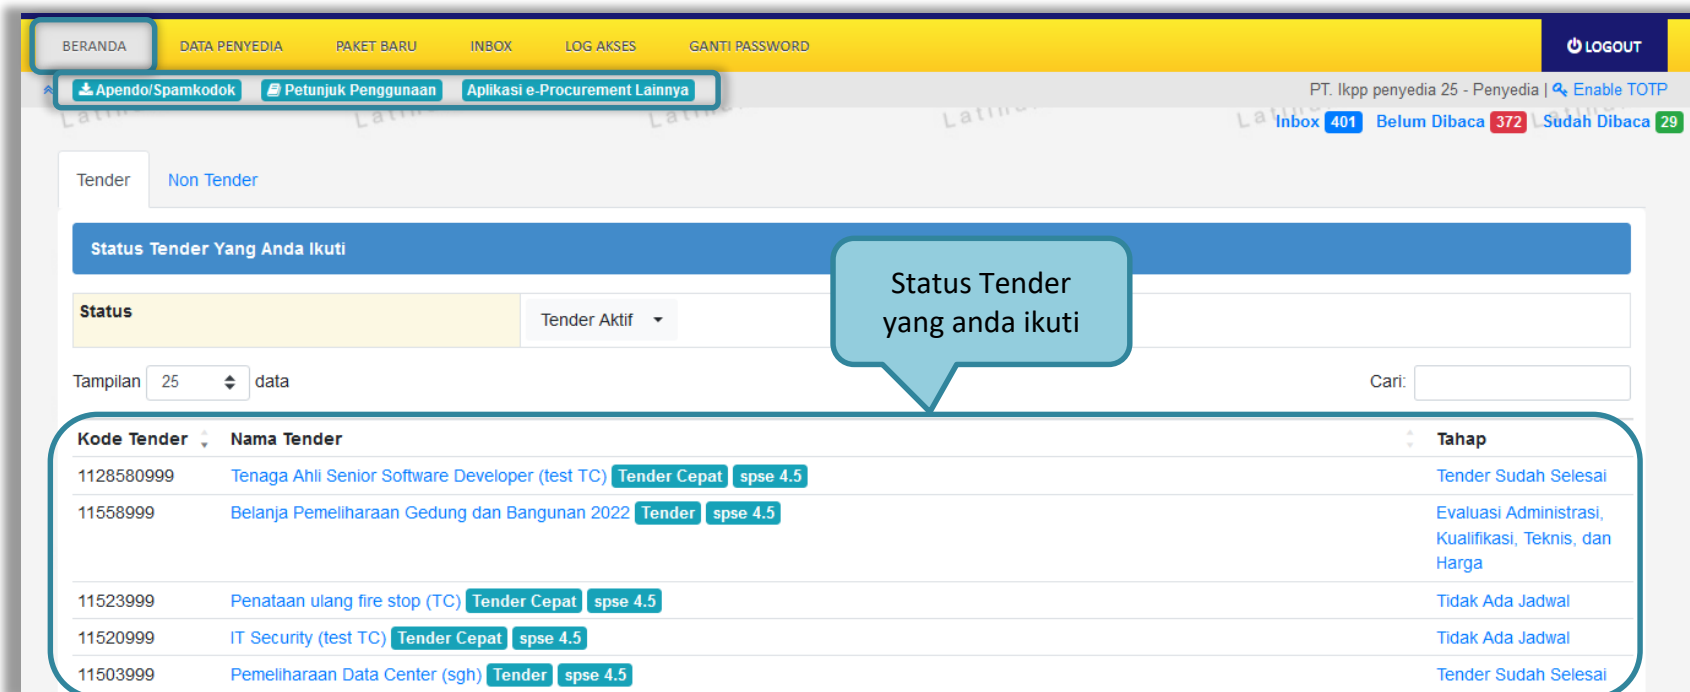 BERANDA DATA PENYEDIA PAKET BARU INBOX LOG AKSES GANTI PASSWORD LOGOUT
Apendo/Spamkodok Petunjuk Penggunaan Aplikasi e-Procurement Lainnya PT. lkpp penyedia 25 - Penyedia | Enable TOTP
Inbox 401 Belum Dibaca 372 Sudah Dibaca 29
Tender Non Tender
Status Tender Yang Anda Ikuti
Status Tender
yang anda ikuti
Status Tender Aktif
Tampilan 25 data Cari:
Kode Tender Nama Tender Tahap
1128580999 Tenaga Ahli Senior Software Developer (test TC) Tender Cepat spse 4.5 Tender Sudah Selesai
11558999 Belanja Pemeliharaan Gedung dan Bangunan 2022 Tender spse 4.5 Evaluasi Administrasi,
Kualifikasi, Teknis, dan
Harga
11523999 Penataan ulang fire stop (TC) Tender Cepat spse 4.5 Tidak Ada Jadwal
11520999 IT Security (test TC) Tender Cepat spse 4.5 Tidak Ada Jadwal
11503999 Pemeliharaan Data Center (sgh) Tender spse 4.5 Tender Sudah Selesai